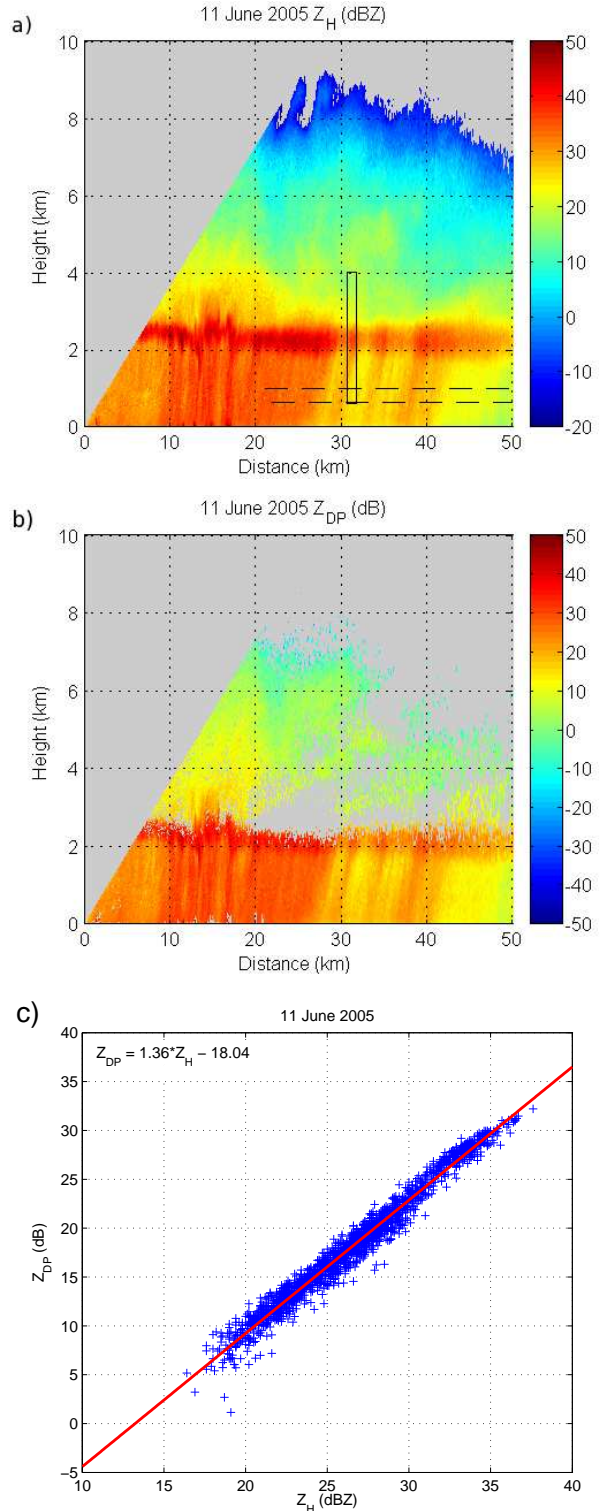 a)
11 June 2005 Z_H (dBZ)
10
8
6
4
2
0
Height (km)
0 10 20 30 40 50
Distance (km)
50
40
30
20
10
0
-10
-20
b)
11 June 2005 Z_DP (dB)
10
8
6
4
2
0
Height (km)
0 10 20 30 40 50
Distance (km)
50
40
30
20
10
0
-10
-20
-30
-40
-50
c)
11 June 2005
Z_DP = 1.36*Z_H − 18.04
40
35
30
25
20
15
10
5
0
−5
Z_DP (dB)
10 15 20 25 30 35 40
Z_H (dBZ)